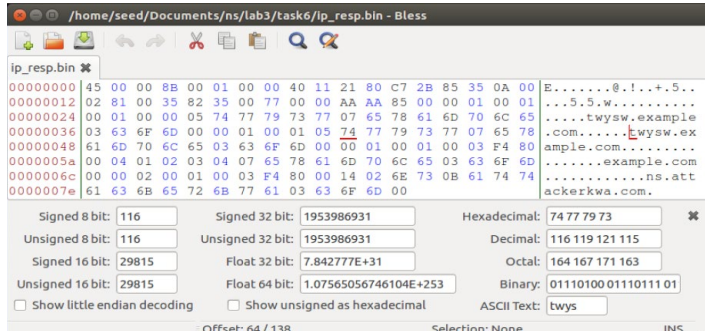 /home/seed/Documents/ns/lab3/task6/ip_resp.bin - Bless
ip_resp.bin
00000000 45 00 00 8B 00 01 00 00 40 11 21 80 C7 2B 85 35 0A 00 E.......@.!..+.5..
00000012 02 81 00 35 82 35 00 77 00 00 AA AA 85 00 00 01 00 01 ...5.5.w..........
00000024 00 01 00 00 05 74 77 79 73 77 07 65 78 61 6D 70 6C 65 .....twysw.example
00000036 03 63 6F 6D 00 00 01 00 01 05 74 77 79 73 77 07 65 78 .com......twysw.ex
00000048 61 6D 70 6C 65 03 63 6F 6D 00 00 01 00 01 00 03 F4 80 ample.com.........
0000005a 00 04 01 02 03 04 07 65 78 61 6D 70 6C 65 03 63 6F 6D .......example.com
0000006c 00 00 02 00 01 00 03 F4 80 00 14 02 6E 73 0B 61 74 74 ............ns.att
0000007e 61 63 6B 65 72 6B 77 61 03 63 6F 6D 00 ackerkwa.com.
Signed 8 bit: 116 Signed 32 bit: 1953986931 Hexadecimal: 74 77 79 73
Unsigned 8 bit: 116 Unsigned 32 bit: 1953986931 Decimal: 116 119 121 115
Signed 16 bit: 29815 Float 32 bit: 7.842777E+31 Octal: 164 167 171 163
Unsigned 16 bit: 29815 Float 64 bit: 1.07565056746104E+253 Binary: 01110100 01110111 01
Show little endian decoding Show unsigned as hexadecimal ASCII Text: twys
Offset: 64 / 138 Selection: None INS